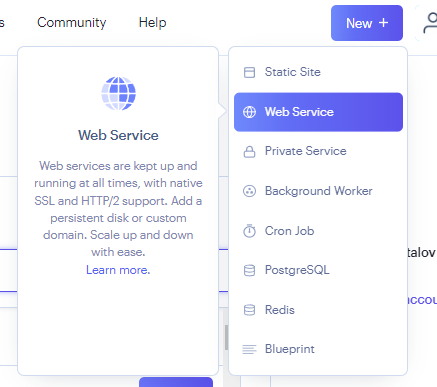 s Community Help New +
Web Service
Web services are kept up and
running at all times, with native
SSL and HTTP/2 support. Add a
persistent disk or custom
domain. Scale up and down
with ease.
Learn more.
Static Site
Web Service
Private Service
Background Worker
Cron Job
PostgreSQL
Redis
Blueprint
talov
accou